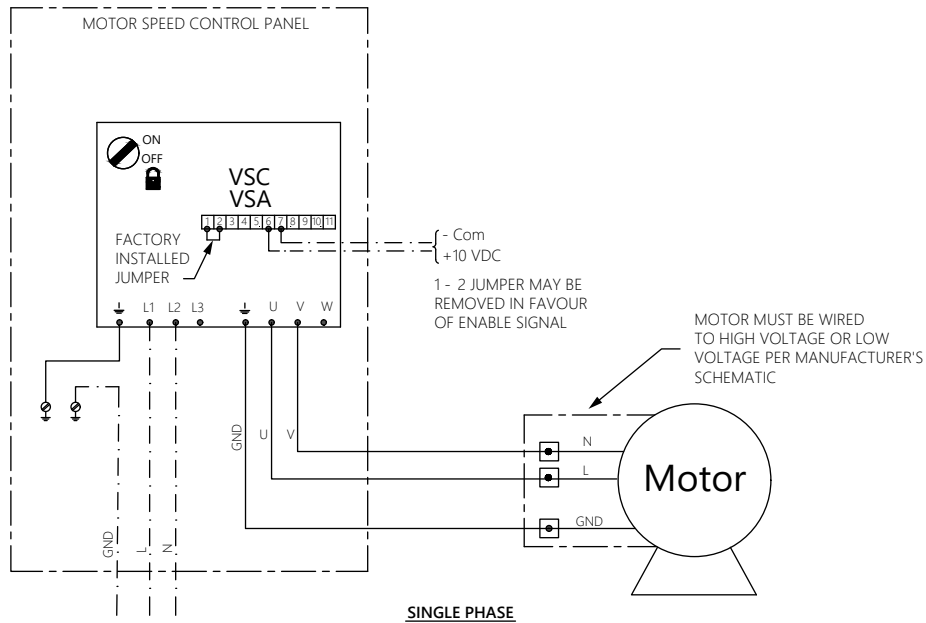 MOTOR SPEED CONTROL PANEL
ON
OFF
VSC
VSA
1 2 3 4 5 6 7 8 9 10 11
FACTORY
INSTALLED
JUMPER
- Com
+10 VDC
1 - 2 JUMPER MAY BE
REMOVED IN FAVOUR
OF ENABLE SIGNAL
L1 L2 L3 U V W
MOTOR MUST BE WIRED
TO HIGH VOLTAGE OR LOW
VOLTAGE PER MANUFACTURER'S
SCHEMATIC
GND
U
V
N
L
GND
Motor
GND
L
N
SINGLE PHASE